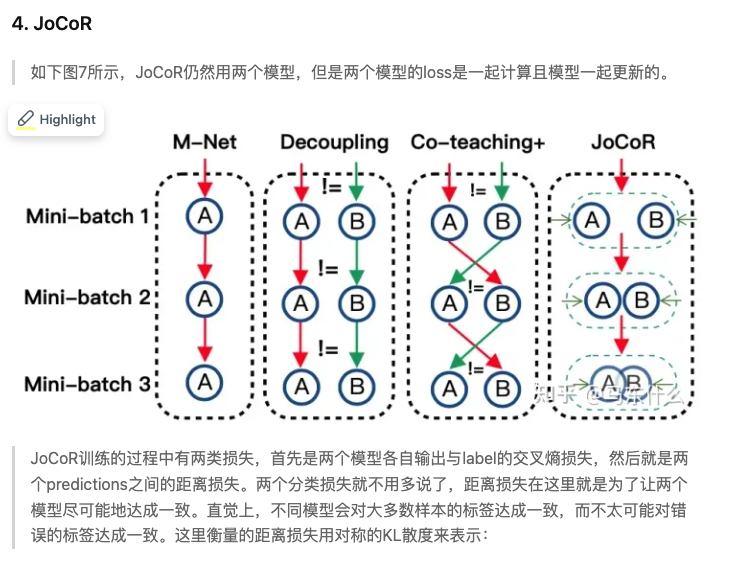 4. JoCoR
如下图7所示，JoCoR仍然用两个模型，但是两个模型的loss是一起计算且模型一起更新的。
Highlight
M-Net Decoupling Co-teaching+ JoCoR
!= !=
Mini-batch 1 A A B A B A B
!= !=
Mini-batch 2 A A B A B A B
!= !=
Mini-batch 3 A A B A B A B
知乎
JoCoR训练的过程中有两类损失，首先是两个模型各自输出与label的交叉熵损失，然后就是两
个predictions之间的距离损失。两个分类损失就不用多说了，距离损失在这里就是为了让两个
模型尽可能地达成一致。直觉上，不同模型会对大多数样本的标签达成一致，而不太可能对错
误的标签达成一致。这里衡量的距离损失用对称的KL散度来表示：